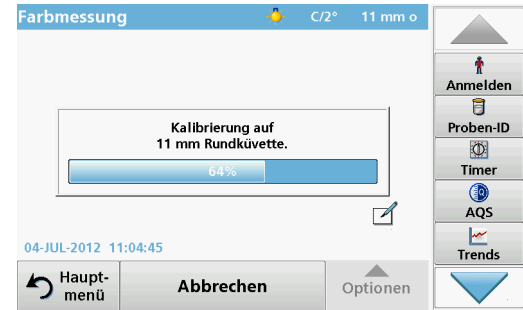 Farbmessung C/2° 11 mm o
Kalibrierung auf
11 mm Rundküvette.
64%
04-JUL-2012 11:04:45
Haupt-
menü
Abbrechen
Optionen
Anmelden
Proben-ID
Timer
AQS
Trends